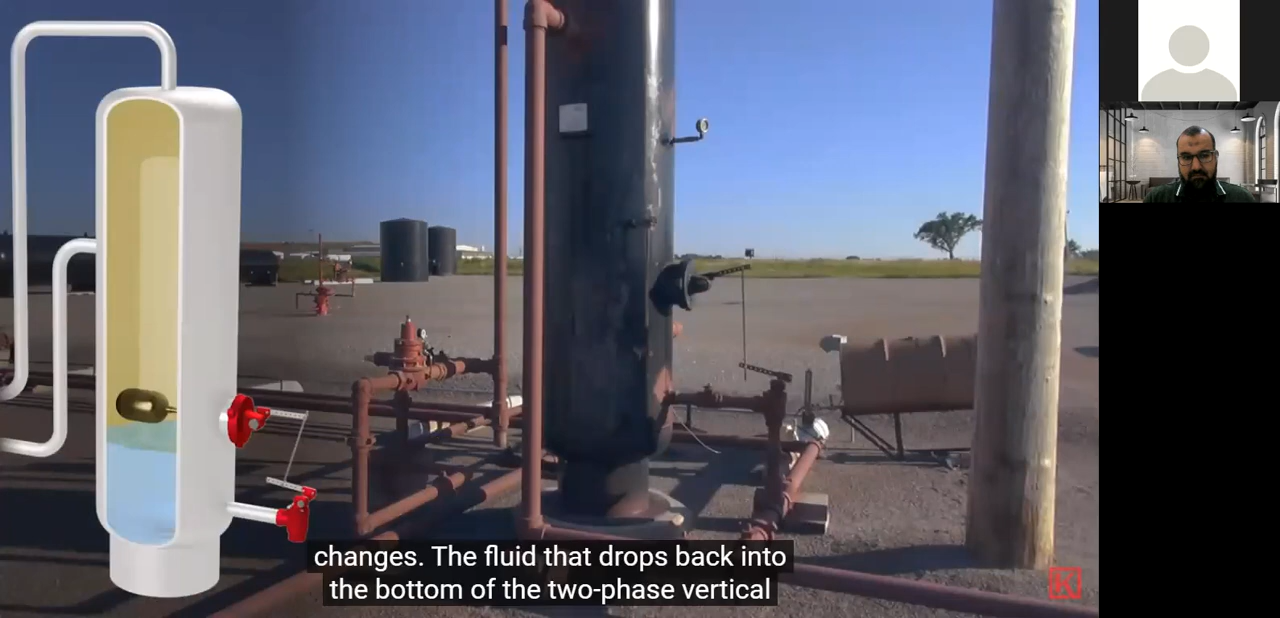 changes. The fluid that drops back into
the bottom of the two-phase vertical
K